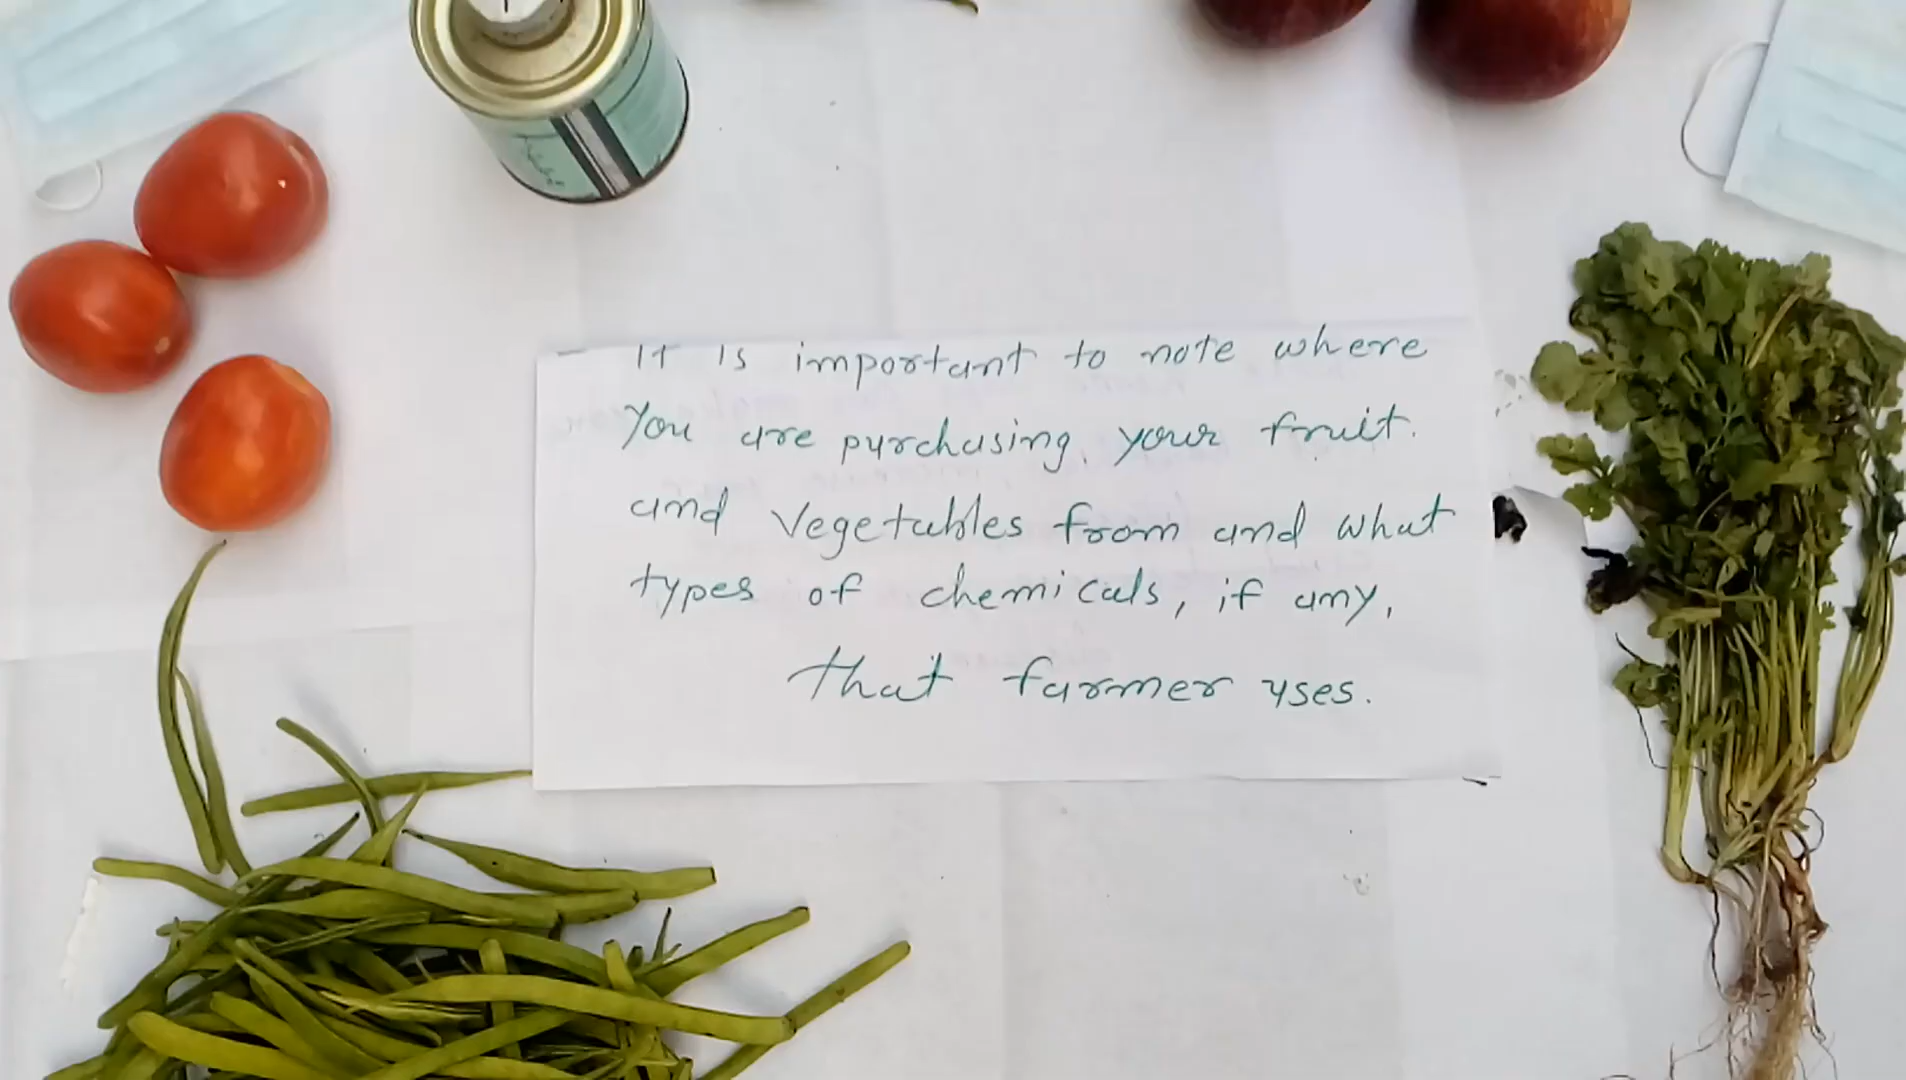 It is important to note where
you are purchasing, your fruit.
and vegetables from and what
types of chemicals, if any,
that farmer uses.